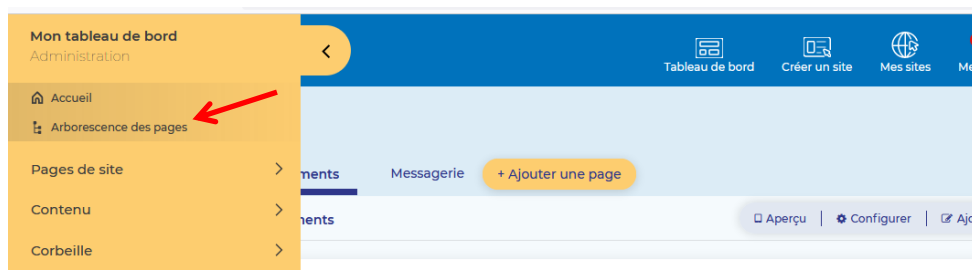 Mon tableau de bord
Administration
Accueil
Arborescence des pages
Pages de site
Contenu
Corbeille
Tableau de bord
Créer un site
Mes sites
Messagerie
+ Ajouter une page
Aperçu
Configurer